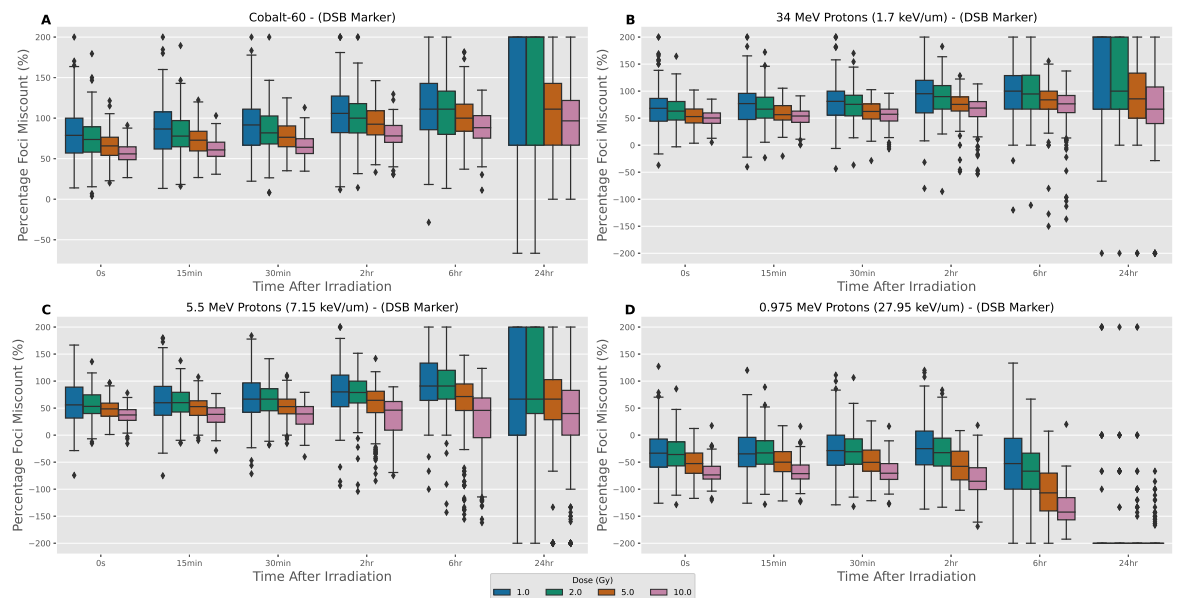 A
Cobalt-60 - (DSB Marker)
Percentage Foci Miscount (%)
200
150
100
50
0
−50
0s 15min 30min 2hr 6hr 24hr
Time After Irradiation
B
34 MeV Protons (1.7 keV/um) - (DSB Marker)
Percentage Foci Miscount (%)
200
150
100
50
0
−50
−100
−150
−200
0s 15min 30min 2hr 6hr 24hr
Time After Irradiation
C
5.5 MeV Protons (7.15 keV/um) - (DSB Marker)
Percentage Foci Miscount (%)
200
150
100
50
0
−50
−100
−150
−200
0s 15min 30min 2hr 6hr 24hr
Time After Irradiation
D
0.975 MeV Protons (27.95 keV/um) - (DSB Marker)
Percentage Foci Miscount (%)
200
150
100
50
0
−50
−100
−150
−200
0s 15min 30min 2hr 6hr 24hr
Time After Irradiation
Dose (Gy)
1.0 2.0 5.0 10.0